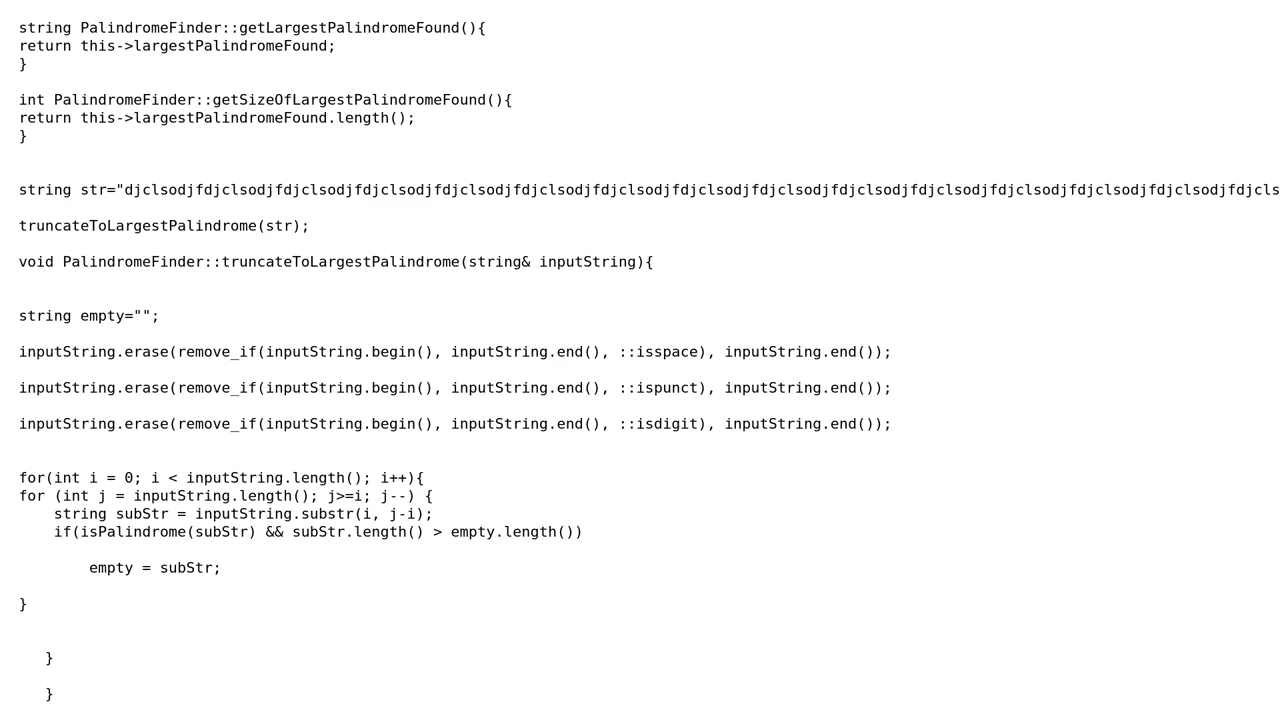 string PalindromeFinder::getLargestPalindromeFound(){
return this->largestPalindromeFound;
}
int PalindromeFinder::getSizeOfLargestPalindromeFound(){
return this->largestPalindromeFound.length();
}
string str="djclsodjfdjclsodjfdjclsodjfdjclsodjfdjclsodjfdjclsodjfdjclsodjfdjclsodjfdjclsodjfdjclsodjfdjclsodjfdjclsodjfdjclsodjfdjclsodjfdjcls
truncateToLargestPalindrome(str);
void PalindromeFinder::truncateToLargestPalindrome(string& inputString){
string empty="";
inputString.erase(remove_if(inputString.begin(), inputString.end(), ::isspace), inputString.end());
inputString.erase(remove_if(inputString.begin(), inputString.end(), ::ispunct), inputString.end());
inputString.erase(remove_if(inputString.begin(), inputString.end(), ::isdigit), inputString.end());
for(int i = 0; i < inputString.length(); i++){
for (int j = inputString.length(); j>=i; j--) {
string subStr = inputString.substr(i, j-i);
if(isPalindrome(subStr) && subStr.length() > empty.length())
empty = subStr;
}
}
}